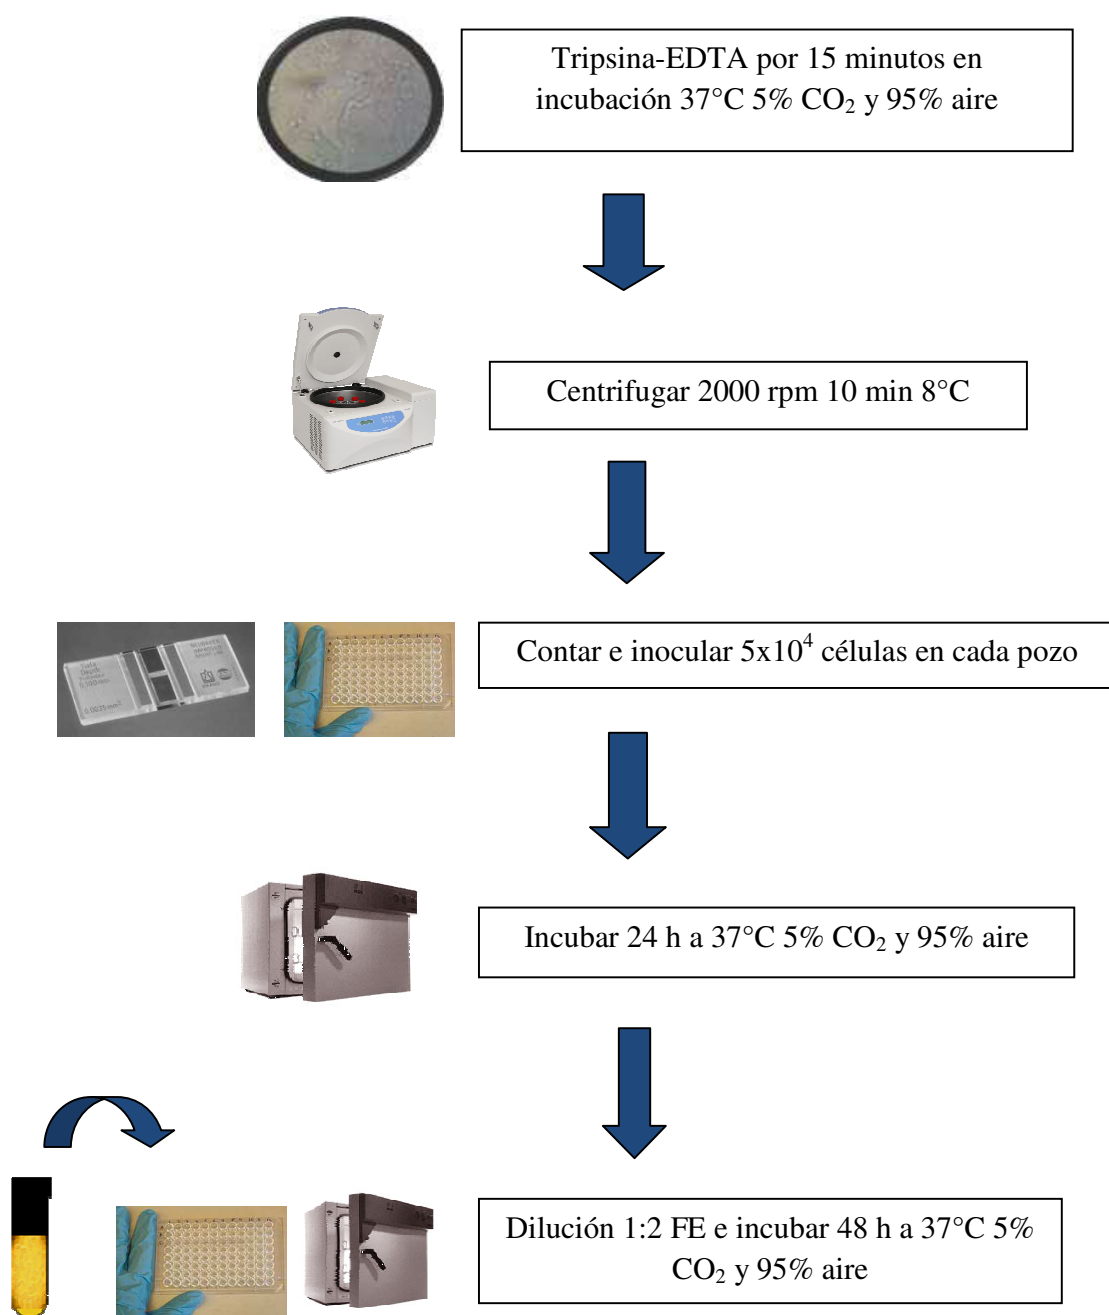 Tripsina-EDTA por 15 minutos en
incubación 37°C 5% CO₂ y 95% aire
Centrifugar 2000 rpm 10 min 8°C
Contar e inocular 5x10⁴ células en cada pozo
Incubar 24 h a 37°C 5% CO₂ y 95% aire
Dilución 1:2 FE e incubar 48 h a 37°C 5%
CO₂ y 95% aire